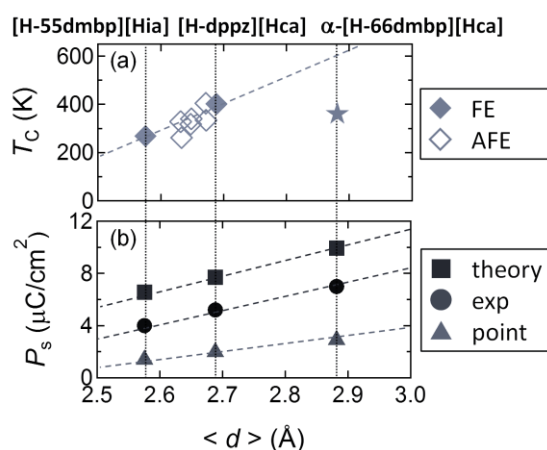 [H-55dmbp][Hia] [H-dppz][Hca] α-[H-66dmbp][Hca]
(a)
T_C (K)
600
400
200
0
FE
AFE
(b)
P_s (μC/cm²)
12
8
4
0
theory
exp
point
2.5 2.6 2.7 2.8 2.9 3.0
< d > (Å)